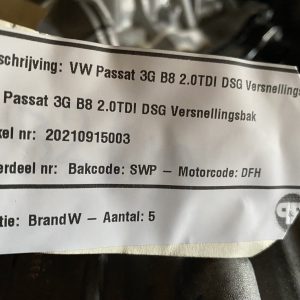 schrijving: VW Passat 3G B8 2.0TDI DSG Versnellings
Passat 3G B8 2.0TDI DSG Versnellingsbak
kel nr: 20210915003
derdeel nr: Bakcode: SWP – Motorcode: DFH
tie: BrandW – Aantal: 5